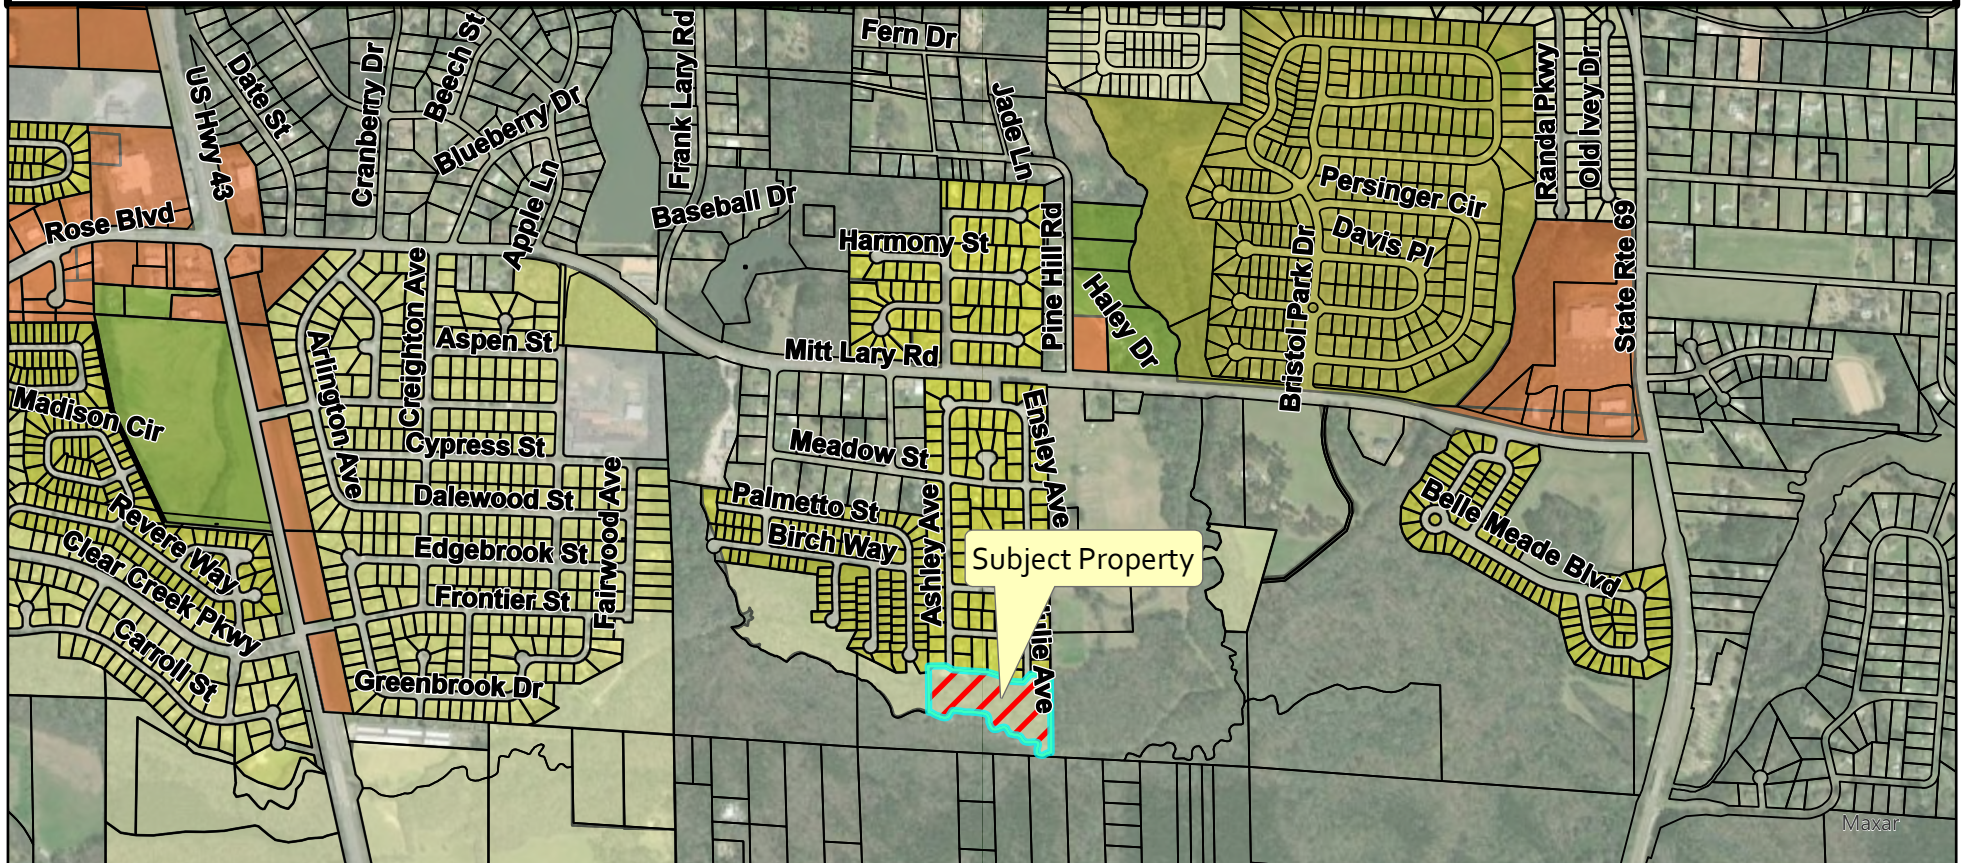 Fern Dr
Beech St
Date St
Cranberry Dr
US Hwy 43
Blueberry Dr
Frank Lary Rd
Jade Ln
Randa Pkwy
Old Ivey Dr
Apple Ln
Baseball Dr
Persinger Cir
Rose Blvd
Harmony St
Pine Hill Rd
Davis Pl
State Rte 69
Bristol Park Dr
Haley Dr
Creighton Ave
Aspen St
Mitt Lary Rd
Arlington Ave
Madison Cir
Cypress St
Meadow St
Ensley Ave
Dalewood St
Palmetto St
Belle Meade Blvd
Revere Way
Edgebrook St
Fairwood Ave
Birch Way
Ashley Ave
Subject Property
Clear Creek Pkwy
Frontier St
Carroll St
Greenbrook Dr
rlie Ave
Maxar